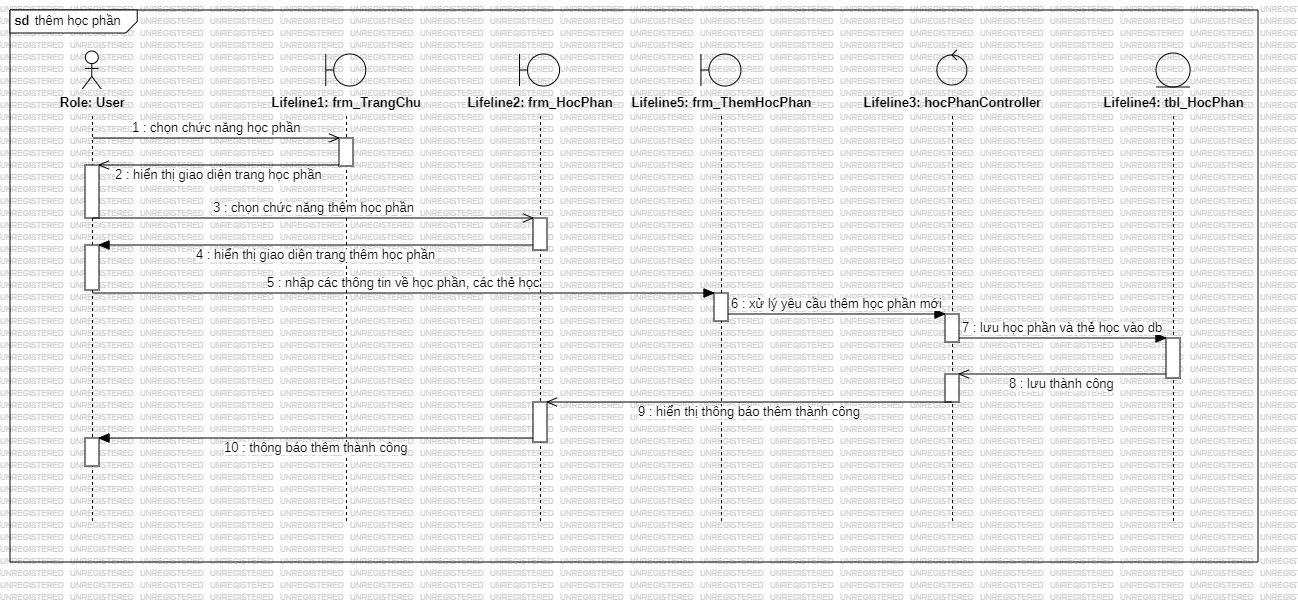 sd thêm học phần
Role: User
Lifeline1: frm_TrangChu
Lifeline2: frm_HocPhan
Lifeline5: frm_ThemHocPhan
Lifeline3: hocPhanController
Lifeline4: tbl_HocPhan
1 : chọn chức năng học phần
2 : hiển thị giao diện trang học phần
3 : chọn chức năng thêm học phần
4 : hiển thị giao diện trang thêm học phần
5 : nhập các thông tin về học phần, các thẻ học
6 : xử lý yêu cầu thêm học phần mới
7 : lưu học phần và thẻ học vào db
8 : lưu thành công
9 : hiển thị thông báo thêm thành công
10 : thông báo thêm thành công
UNREGISTERED